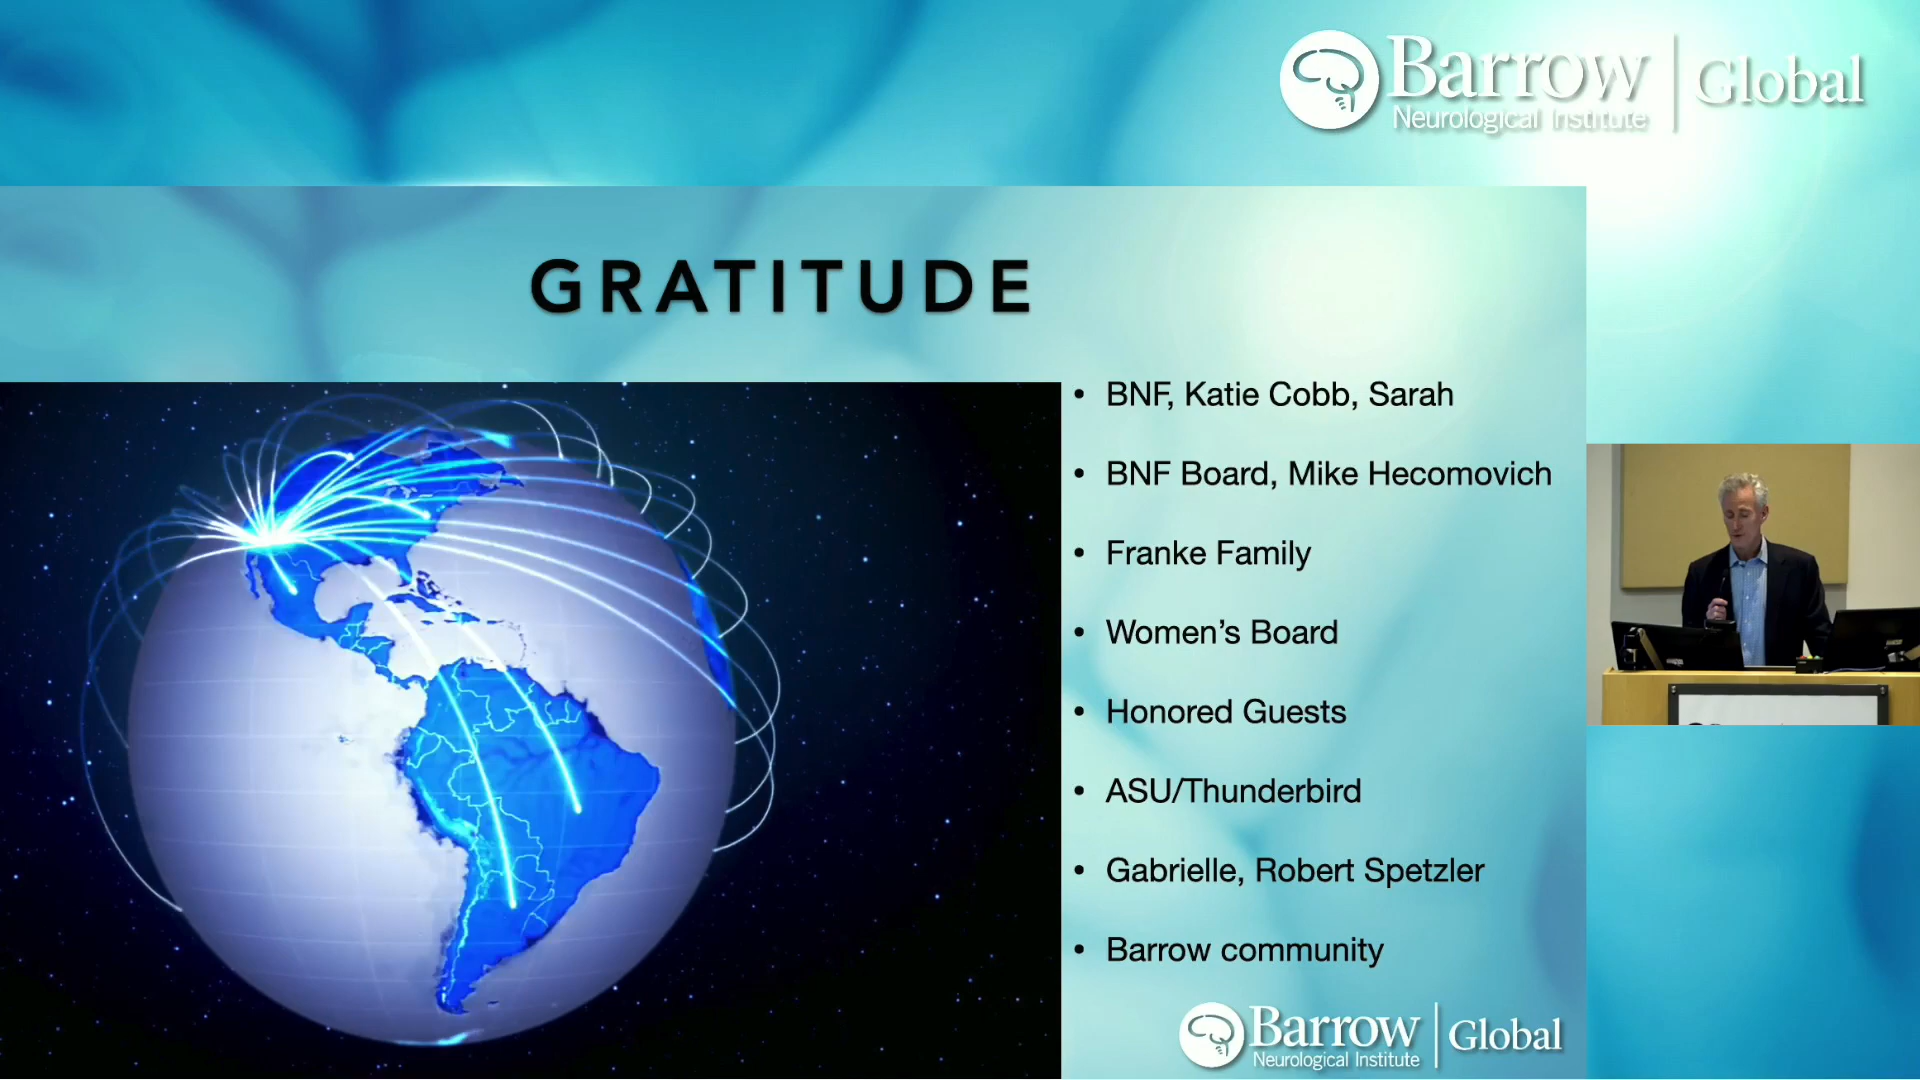 Barrow
Neurological Institute
Global
GRATITUDE
• BNF, Katie Cobb, Sarah
• BNF Board, Mike Hecomovich
• Franke Family
• Women’s Board
• Honored Guests
• ASU/Thunderbird
• Gabrielle, Robert Spetzler
• Barrow community
Barrow
Neurological Institute
Global